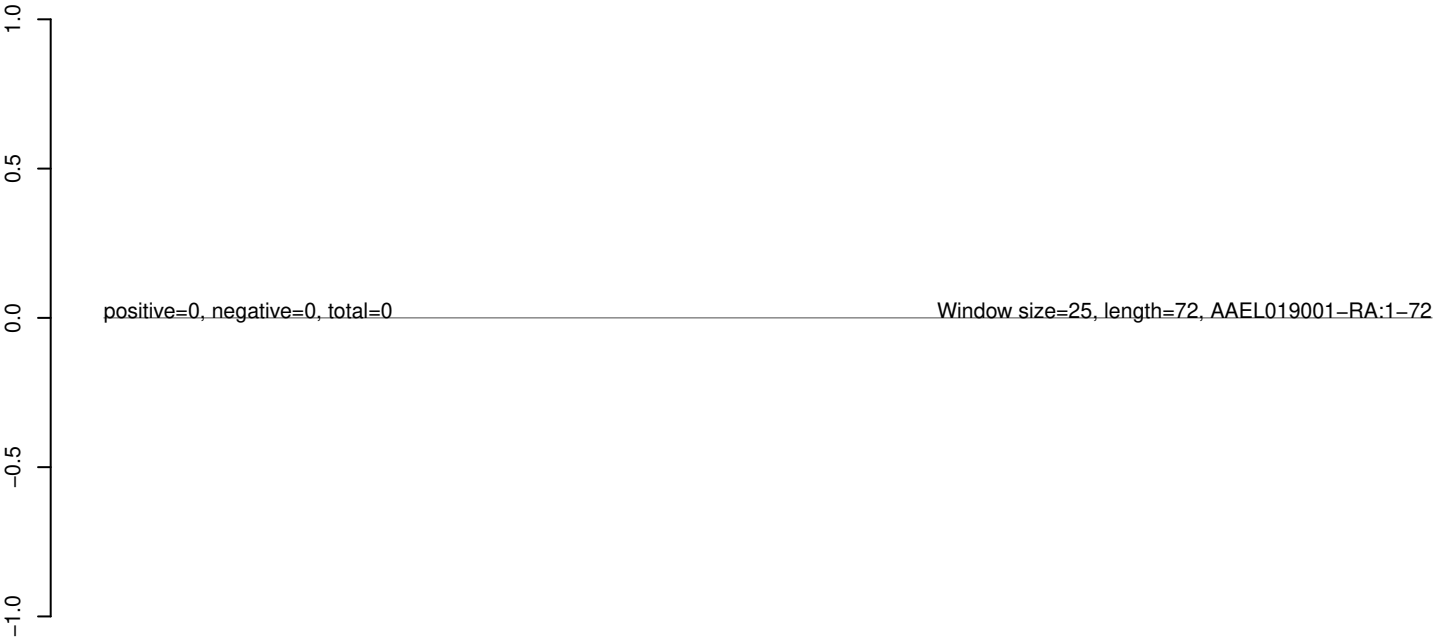 1.0
0.5
0.0
−0.5
−1.0
positive=0, negative=0, total=0
Window size=25, length=72, AAEL019001−RA:1−72